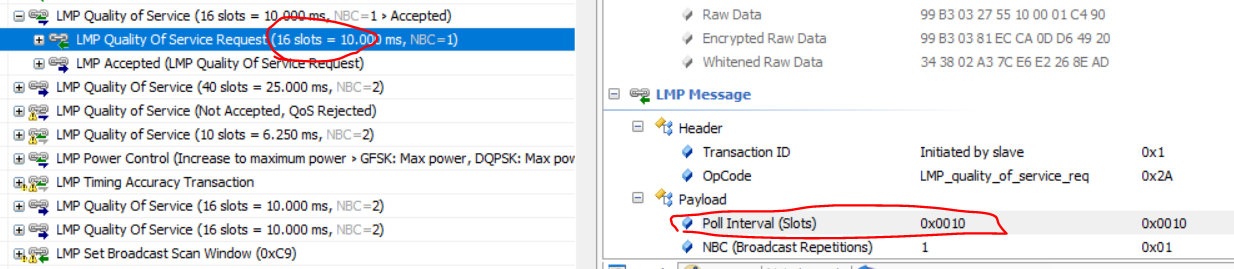 LMP Quality of Service (16 slots = 10.000 ms, NBC=1 > Accepted)
LMP Quality Of Service Request (16 slots = 10.000 ms, NBC=1)
LMP Accepted (LMP Quality Of Service Request)
LMP Quality Of Service (40 slots = 25.000 ms, NBC=2)
LMP Quality of Service (Not Accepted, QoS Rejected)
LMP Quality of Service (10 slots = 6.250 ms, NBC=2)
LMP Power Control (Increase to maximum power > GFSK: Max power, DQPSK: Max pow
LMP Timing Accuracy Transaction
LMP Quality Of Service (16 slots = 10.000 ms, NBC=2)
LMP Quality Of Service (16 slots = 10.000 ms, NBC=2)
LMP Set Broadcast Scan Window (0xC9)
Raw Data 99 B3 03 27 55 10 00 01 C4 90
Encrypted Raw Data 99 B3 03 81 EC CA 0D D6 49 20
Whitened Raw Data 34 38 02 A3 7C E6 E2 26 8E AD
LMP Message
Header
Transaction ID Initiated by slave 0x1
OpCode LMP_quality_of_service_req 0x2A
Payload
Poll Interval (Slots) 0x0010 0x0010
NBC (Broadcast Repetitions) 1 0x01